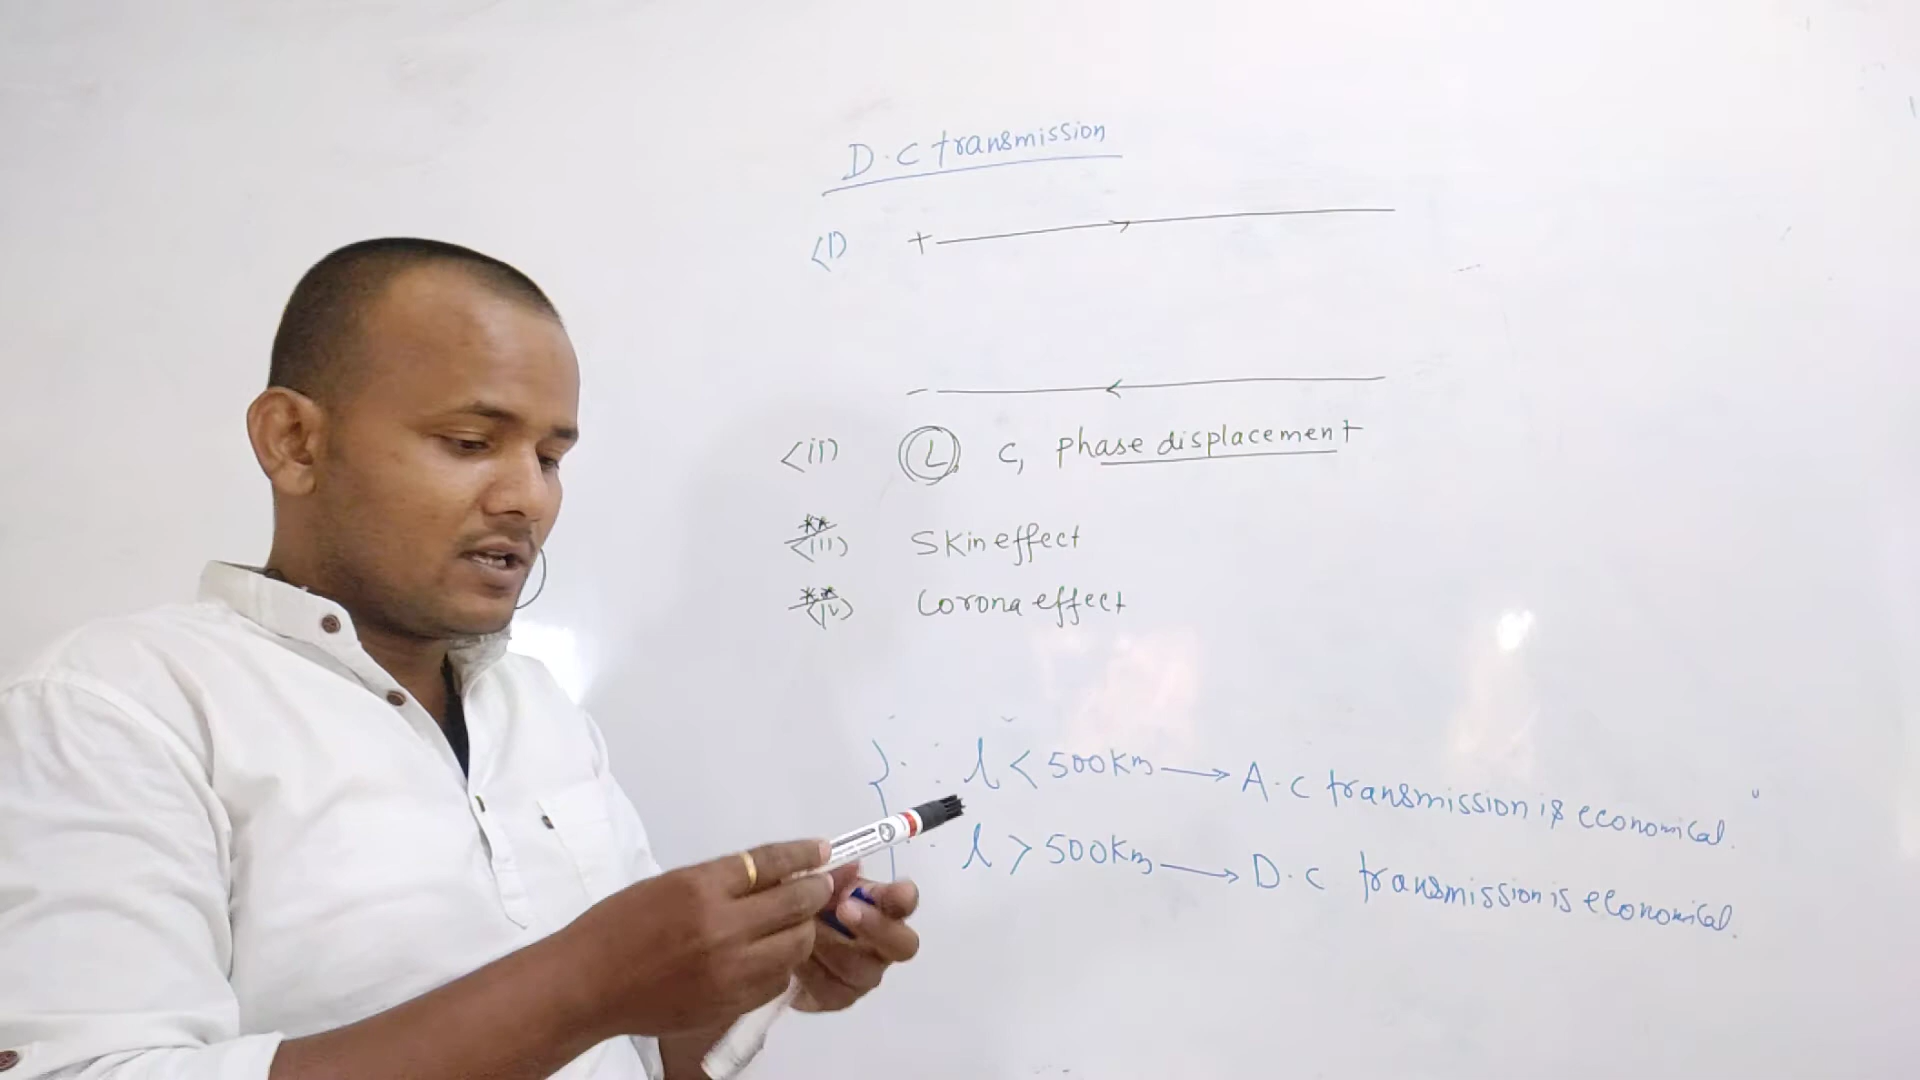 D.C transmission
<I) +
-
<ii) L C, phase displacement
** <iii) Skin effect
** <iv) Corona effect
l < 500Km → A.C transmission is economical.
l > 500Km → D.C transmission is economical.